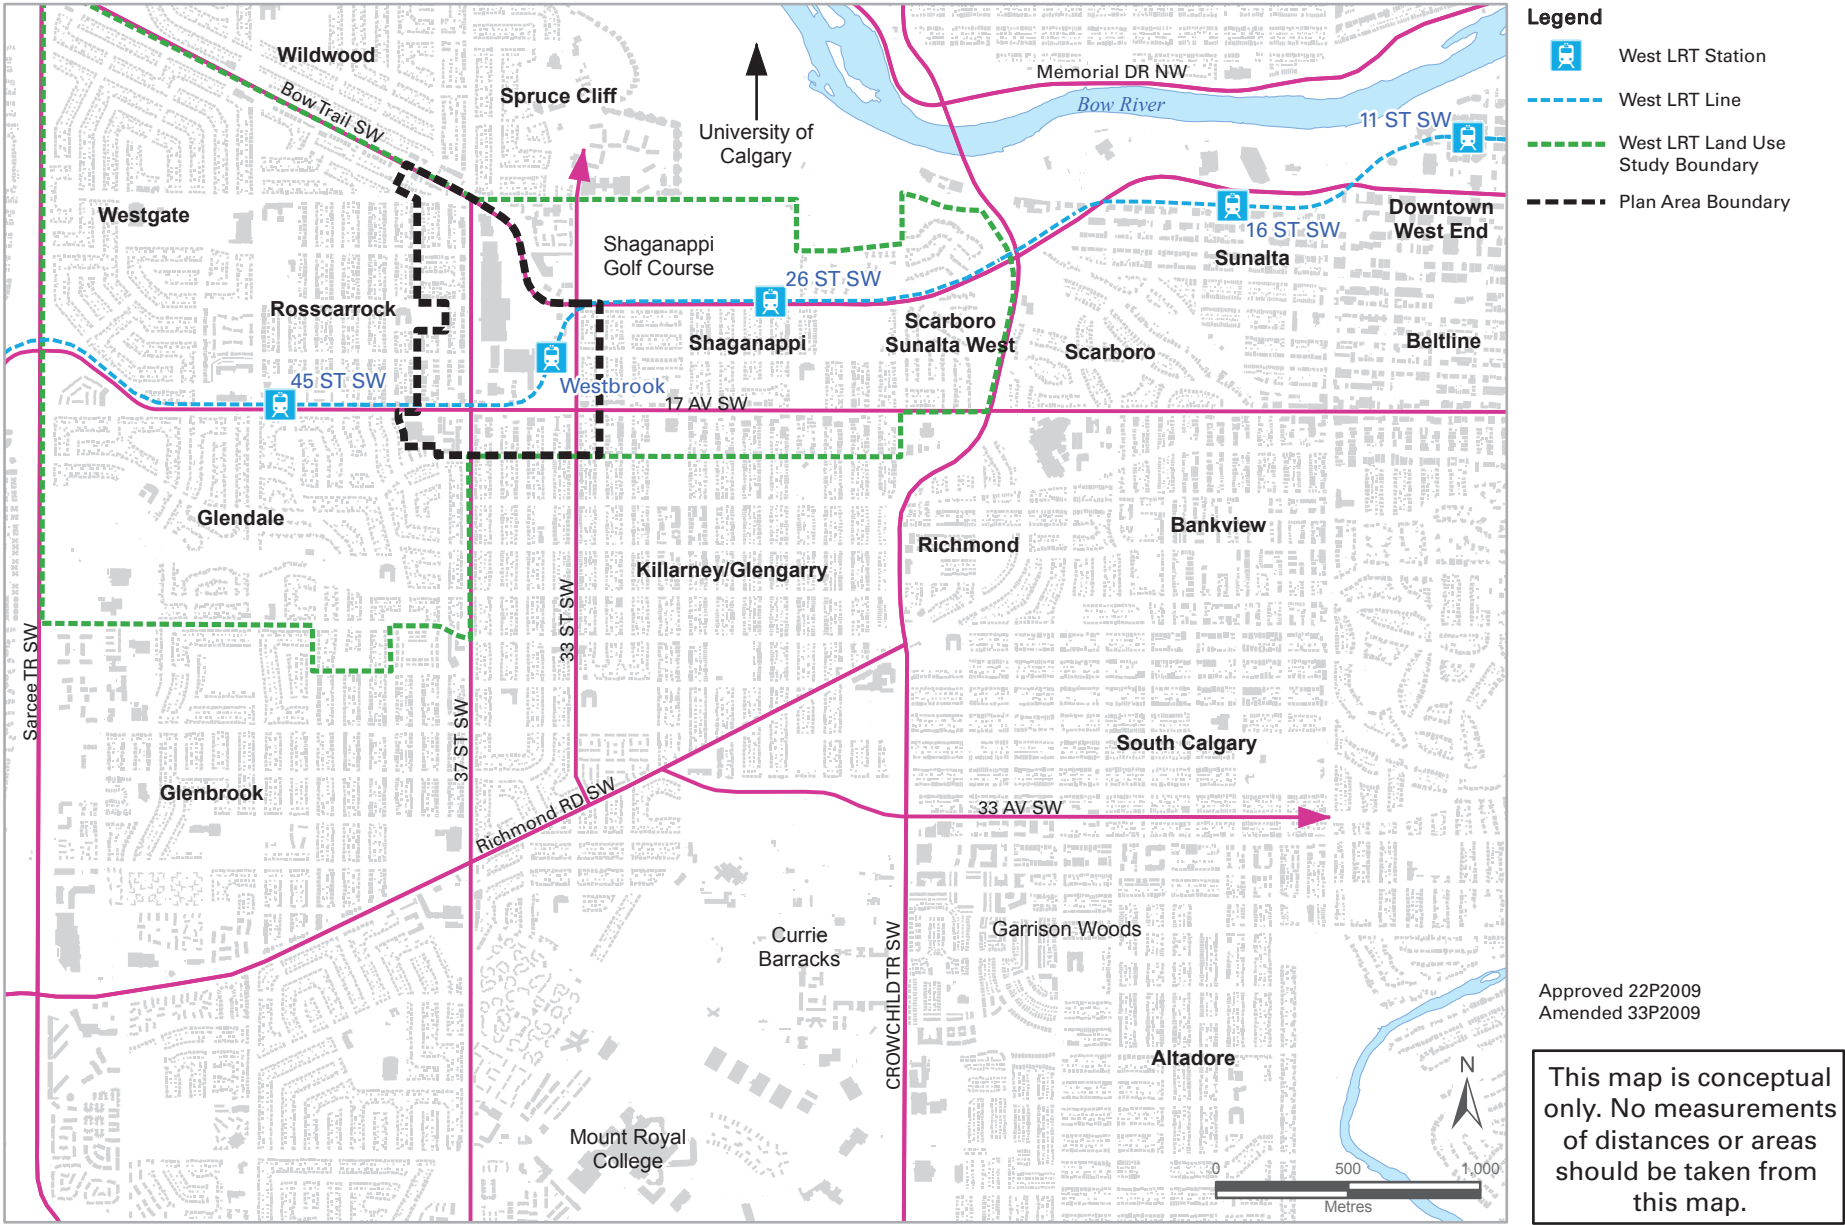 Wildwood
Bow Trail SW
Spruce Cliff
University of
Calgary
Memorial DR NW
Bow River
11 ST SW
Westgate
Shaganappi
Golf Course
26 ST SW
16 ST SW
Sunalta
Downtown
West End
Rosscarrock
Shaganappi
Scarboro
Sunalta West
Scarboro
Beltline
45 ST SW
Westbrook
17 AV SW
Glendale
Killarney/Glengarry
Richmond
Bankview
33 ST SW
Sarcee TR SW
37 ST SW
South Calgary
Glenbrook
Richmond RD SW
33 AV SW
Currie
Barracks
CROWCHILD TR SW
Garrison Woods
Altadore
Mount Royal
College
N
0 500 1,000
Metres
Legend
West LRT Station
West LRT Line
West LRT Land Use
Study Boundary
Plan Area Boundary
Approved 22P2009
Amended 33P2009
This map is conceptual
only. No measurements
of distances or areas
should be taken from
this map.